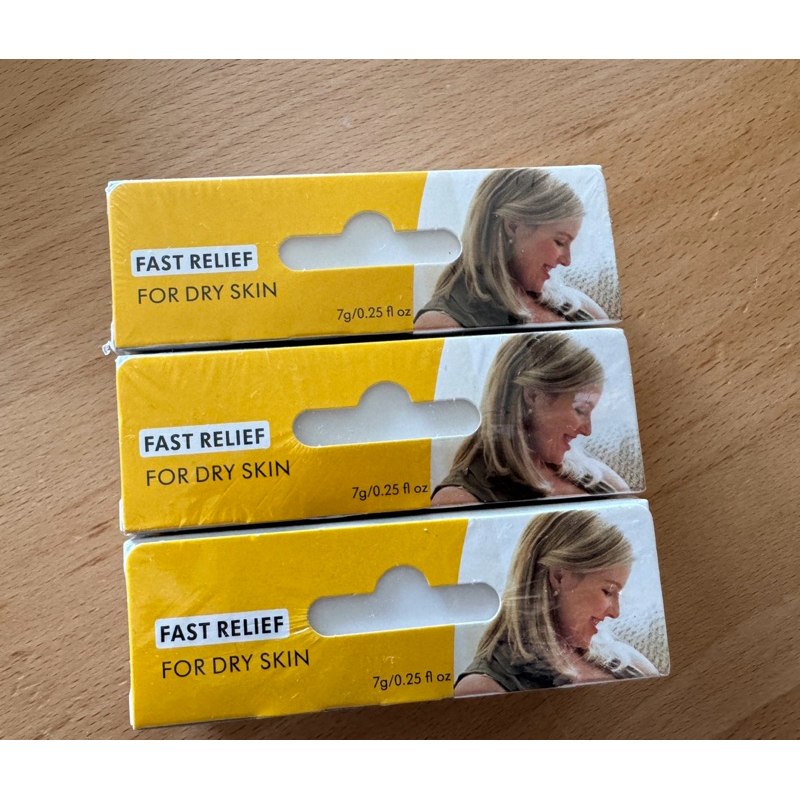 FAST RELIEF
FOR DRY SKIN
7g/0.25 fl oz
FAST RELIEF
FOR DRY SKIN
7g/0.25 fl oz
FAST RELIEF
FOR DRY SKIN
7g/0.25 fl oz